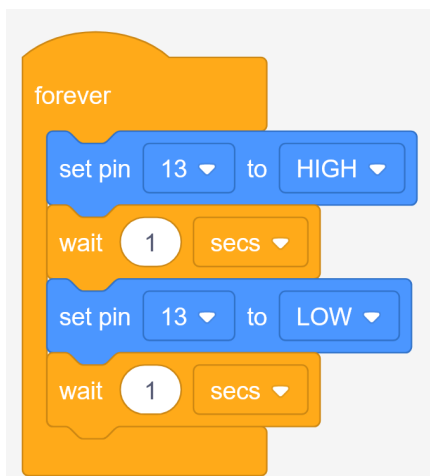 forever
set pin 13 to HIGH
wait 1 secs
set pin 13 to LOW
wait 1 secs